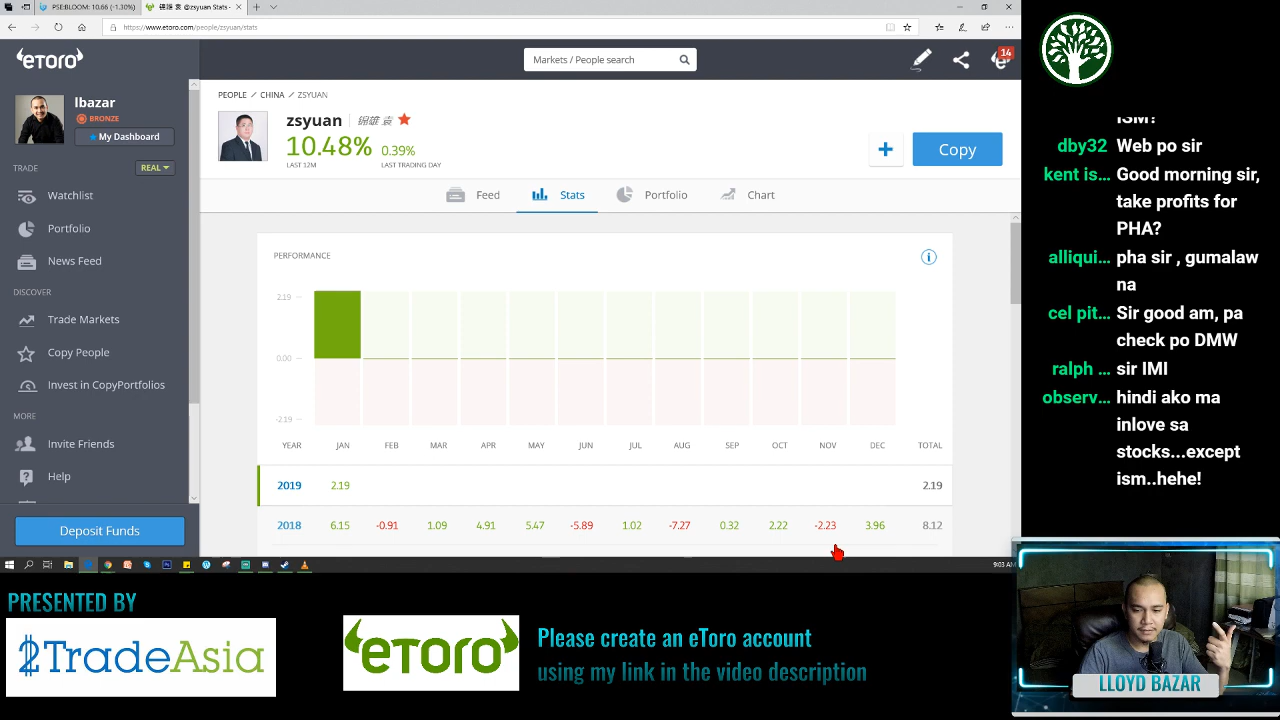 PSE:BLOOM: 10.66 (-1.30%)
@zsyuan Stats -
https://www.etoro.com/people/zsyuan/stats
eTORO
Markets / People search
14
lbazar
BRONZE
My Dashboard
TRADE
REAL
Watchlist
Portfolio
News Feed
DISCOVER
Trade Markets
Copy People
Invest in CopyPortfolios
MORE
Invite Friends
Help
Deposit Funds
PEOPLE / CHINA / ZSYUAN
zsyuan
10.48%
0.39%
LAST 12M
LAST TRADING DAY
Copy
Feed
Stats
Portfolio
Chart
PERFORMANCE
2.19
0.00
-2.19
YEAR JAN FEB MAR APR MAY JUN JUL AUG SEP OCT NOV DEC TOTAL
2019 2.19 2.19
2018 6.15 -0.91 1.09 4.91 5.47 -5.89 1.02 -7.27 0.32 2.22 -2.23 3.96 8.12
9:03 AM
ISM?
dby32 Web po sir
kent is... Good morning sir,
take profits for
PHA?
alliqui... pha sir , gumalaw
na
cel pit... Sir good am, pa
check po DMW
ralph ... sir IMI
observ... hindi ako ma
inlove sa
stocks...except
ism..hehe!
PRESENTED BY
2TradeAsia
eTORO
Please create an eToro account
using my link in the video description
LLOYD BAZAR